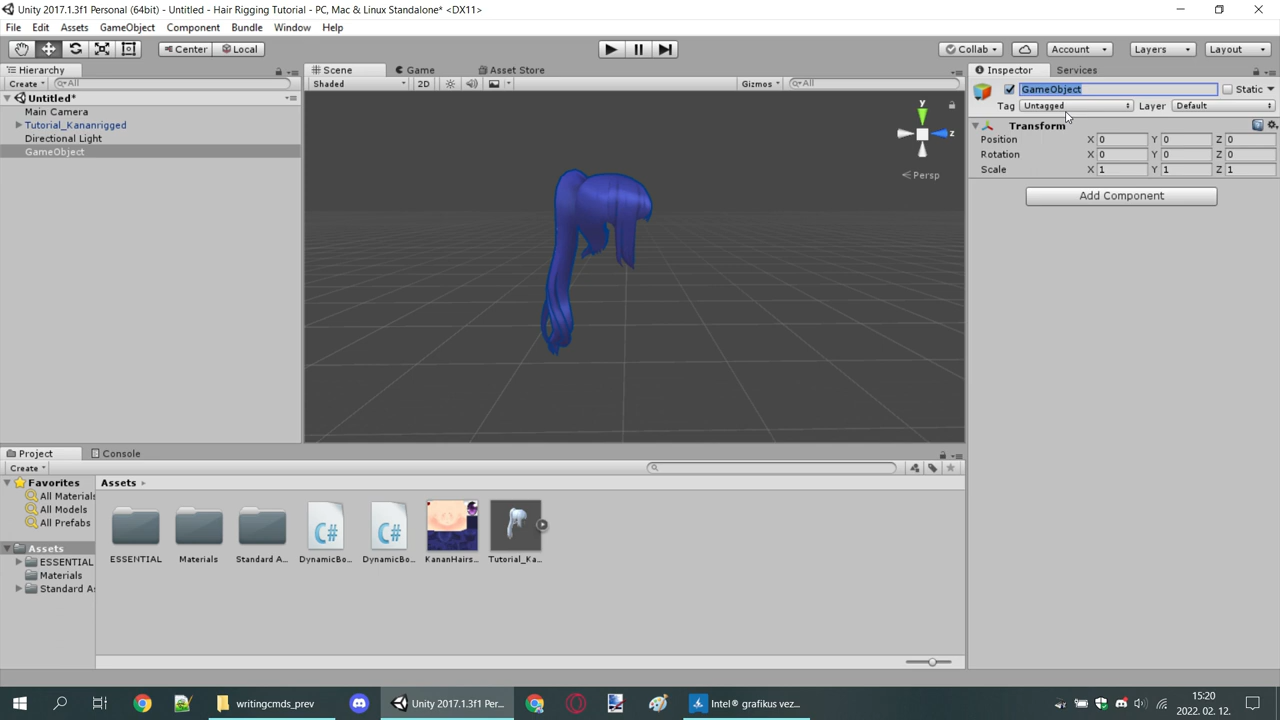 Unity 2017.1.3f1 Personal (64bit) - Untitled - Hair Rigging Tutorial - PC, Mac & Linux Standalone* <DX11>
File Edit Assets GameObject Component Bundle Window Help
Center Local Collab Account Layers Layout
Hierarchy Scene Game Asset Store Inspector Services
Create All Shaded 2D Gizmos All GameObject Static
Untitled* Tag Untagged Layer Default
Main Camera
Tutorial_Kananrigged
Directional Light
GameObject
Transform
Position X 0 Y 0 Z 0
Rotation X 0 Y 0 Z 0
Scale X 1 Y 1 Z 1
Add Component
y
z
Persp
Project Console
Create
Favorites Assets
All Materials
All Models
All Prefabs
Assets
ESSENTIAL
Materials
Standard As
C# C#
ESSENTIAL Materials Standard A... DynamicBo... DynamicBo... KananHairs... Tutorial_Ka...
writingcmds_prev Unity 2017.1.3f1 Per... Intel® grafikus vez...
15:20
2022. 02. 12.